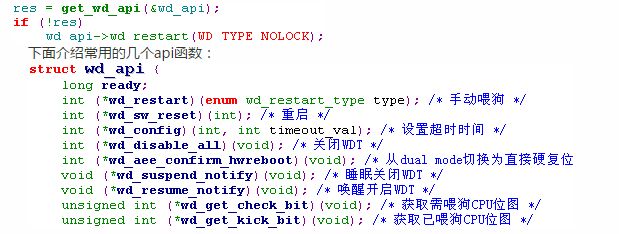 res = get_wd_api(&wd_api);
if (!res)
wd_api->wd_restart(WD_TYPE_NOLOCK);
下面介绍常用的几个api函数：
struct wd_api {
long ready;
int (*wd_restart)(enum wd_restart_type type); /* 手动喂狗 */
int (*wd_sw_reset)(int); /* 重启 */
int (*wd_config)(int, int timeout_val); /* 设置超时时间 */
int (*wd_disable_all)(void); /* 关闭WDT */
int (*wd_aee_confirm_hwreboot)(void); /* 从dual mode切换为直接硬复位
void (*wd_suspend_notify)(void); /* 睡眠关闭WDT */
void (*wd_resume_notify)(void); /* 唤醒开启WDT */
unsigned int (*wd_get_check_bit)(void); /* 获取需喂狗CPU位图 */
unsigned int (*wd_get_kick_bit)(void); /* 获取已喂狗CPU位图 */